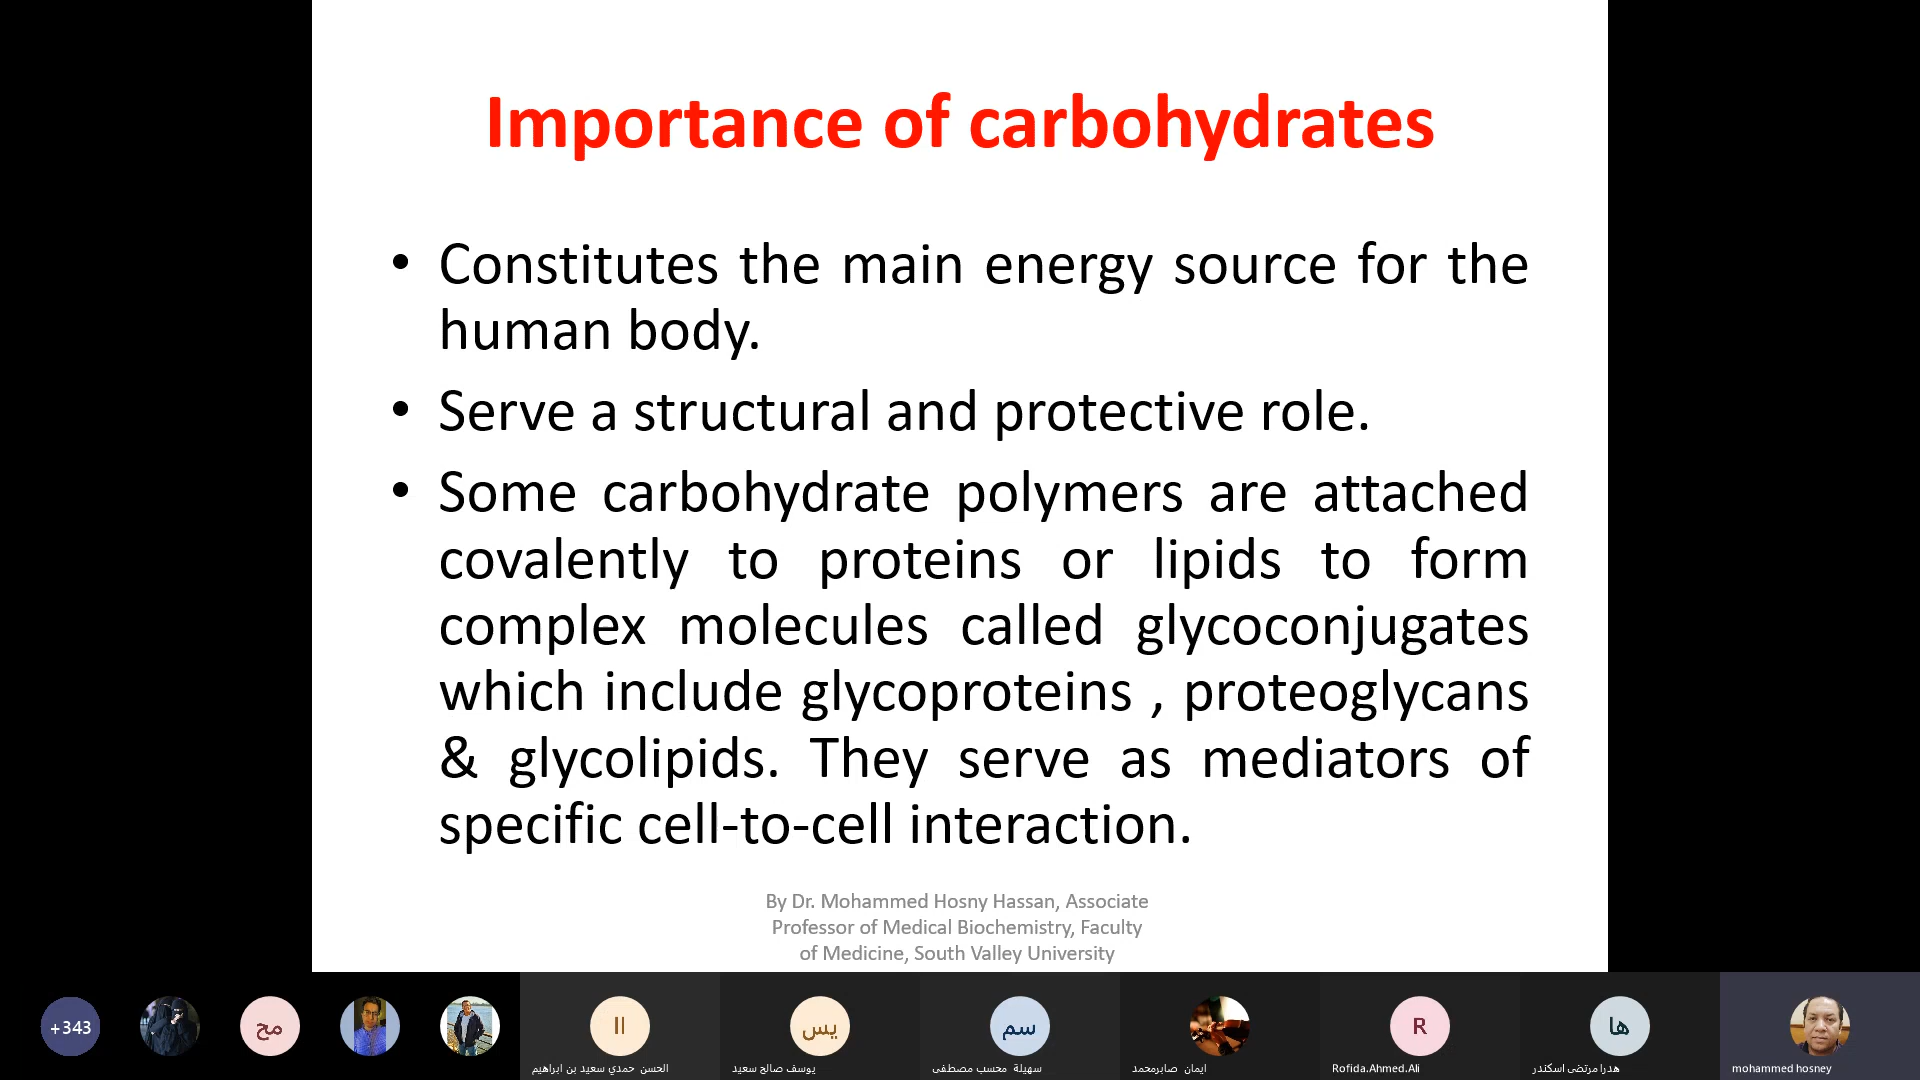 Importance of carbohydrates
• Constitutes the main energy source for the
human body.
• Serve a structural and protective role.
• Some carbohydrate polymers are attached
covalently to proteins or lipids to form
complex molecules called glycoconjugates
which include glycoproteins , proteoglycans
& glycolipids. They serve as mediators of
specific cell-to-cell interaction.
By Dr. Mohammed Hosny Hassan, Associate
Professor of Medical Biochemistry, Faculty
of Medicine, South Valley University
+343
مح
اا
يس
سم
R
ها
الحسن حمدي سعيد بن ابراهيم
يوسف صالح سعيد
سهيلة محسب مصطفى
ايمان صابرمحمد
Rofida.Ahmed.Ali
هدرا مرتضى اسكندر
mohammed hosney